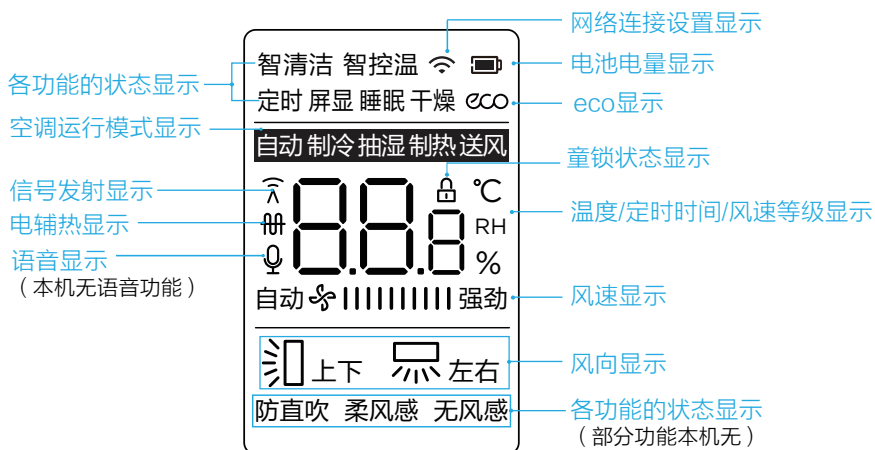 网络连接设置显示
智清洁 智控温
电池电量显示
各功能的状态显示
定时 屏显 睡眠 干燥 eco
eco显示
空调运行模式显示
自动 制冷 抽湿 制热 送风
童锁状态显示
信号发射显示
8.8.8
℃
温度/定时时间/风速等级显示
电辅热显示
RH
语音显示
%
（本机无语音功能）
自动 强劲
风速显示
上下 左右
风向显示
防直吹 柔风感 无风感
各功能的状态显示
（部分功能本机无）